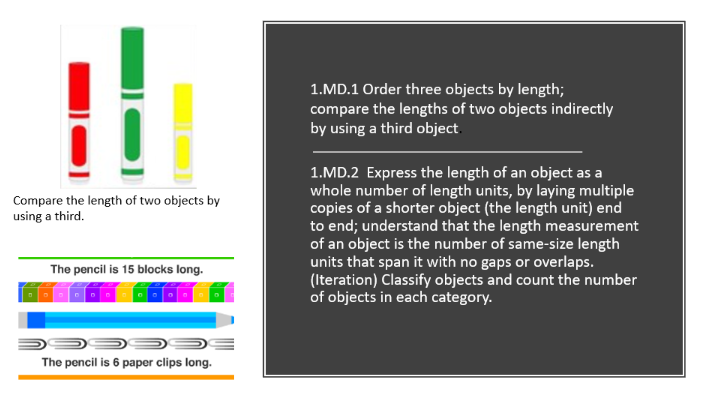 Compare the length of two objects by
using a third.
The pencil is 15 blocks long.
The pencil is 6 paper clips long.
1.MD.1 Order three objects by length;
compare the lengths of two objects indirectly
by using a third object.
1.MD.2  Express the length of an object as a
whole number of length units, by laying multiple
copies of a shorter object (the length unit) end
to end; understand that the length measurement
of an object is the number of same-size length
units that span it with no gaps or overlaps.
(Iteration) Classify objects and count the number
of objects in each category.